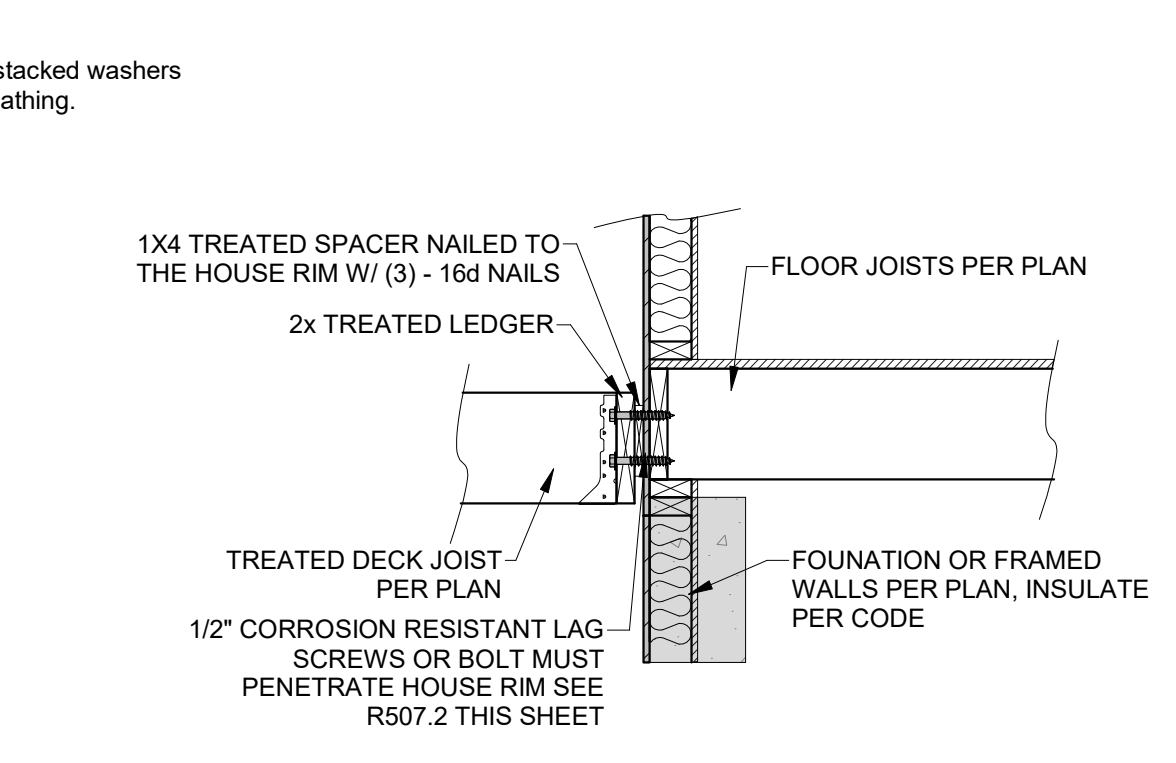 stacked washers
athing.
1X4 TREATED SPACER NAILED TO
THE HOUSE RIM W/ (3) - 16d NAILS
2x TREATED LEDGER
FLOOR JOISTS PER PLAN
TREATED DECK JOIST
PER PLAN
FOUNATION OR FRAMED
WALLS PER PLAN, INSULATE
PER CODE
1/2" CORROSION RESISTANT LAG
SCREWS OR BOLT MUST
PENETRATE HOUSE RIM SEE
R507.2 THIS SHEET